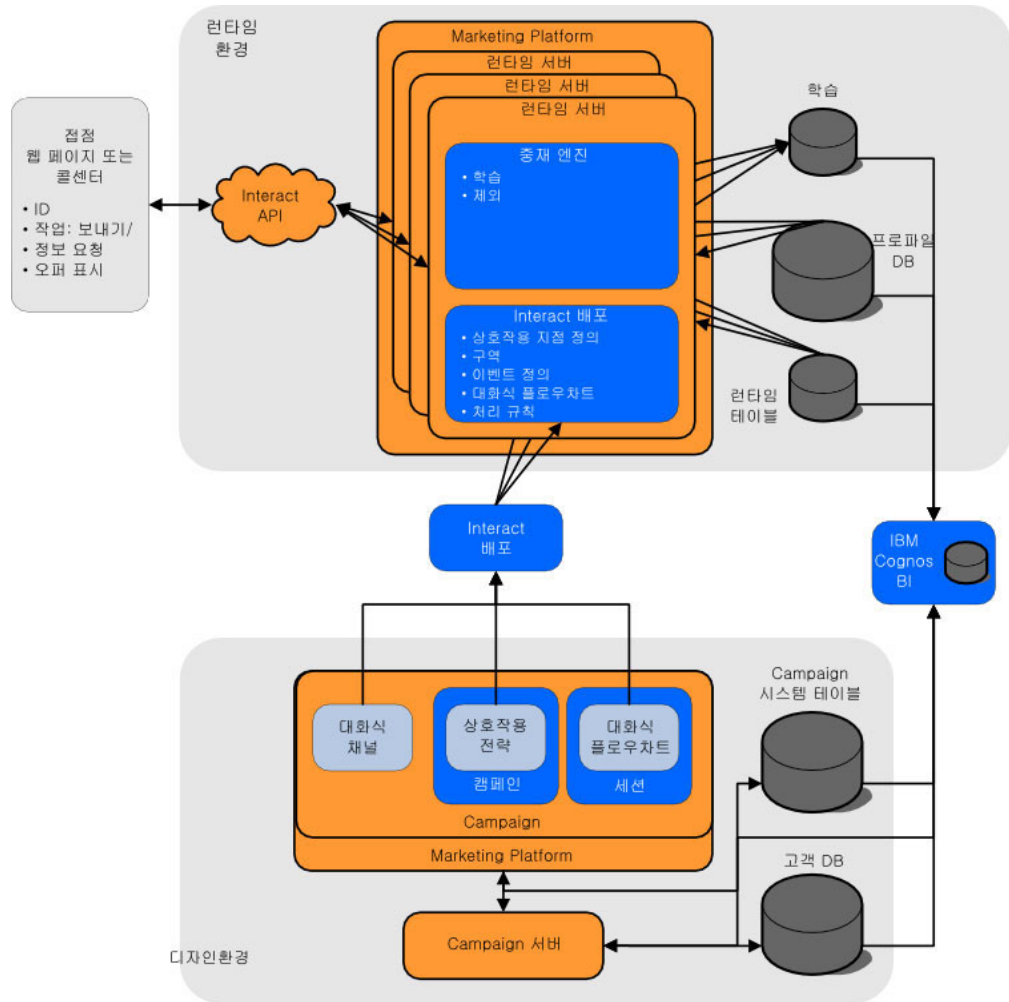 런타임
환경
Marketing Platform
런타임 서버
런타임 서버
런타임 서버
중재 엔진
• 학습
• 제외
Interact 배포
• 상호작용 지점 정의
• 구역
• 이벤트 정의
• 대화식 플로우차트
• 처리 규칙
접점
웹 페이지 또는
콜센터
• ID
• 작업: 보내기/
• 정보 요청
• 오퍼 표시
Interact
API
학습
프로파일
DB
런타임
테이블
Interact
배포
IBM
Cognos
BI
대화식
채널
상호작용
전략
캠페인
대화식
플로우차트
세션
Campaign
Marketing Platform
Campaign
시스템 테이블
고객 DB
Campaign 서버
디자인환경